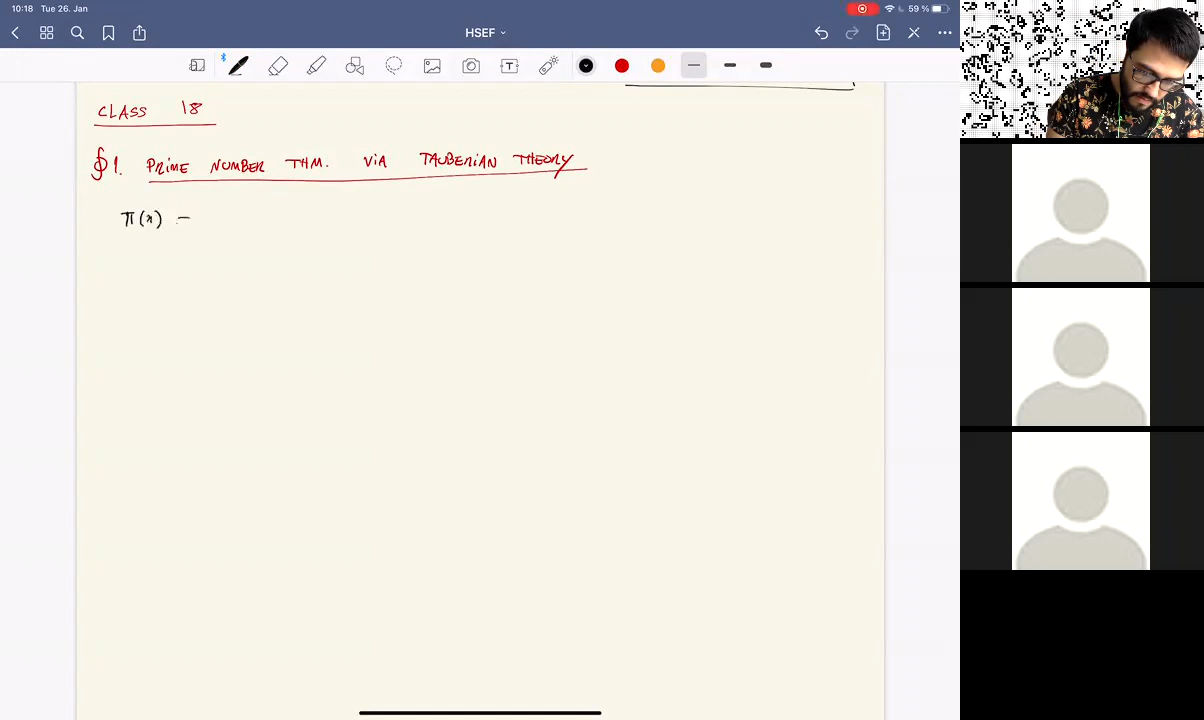 10:18 Tue 26. Jan
59 %
HSEF
CLASS 18
§1. PRIME NUMBER THM. VIA TAUBERIAN THEORY
π(x) =